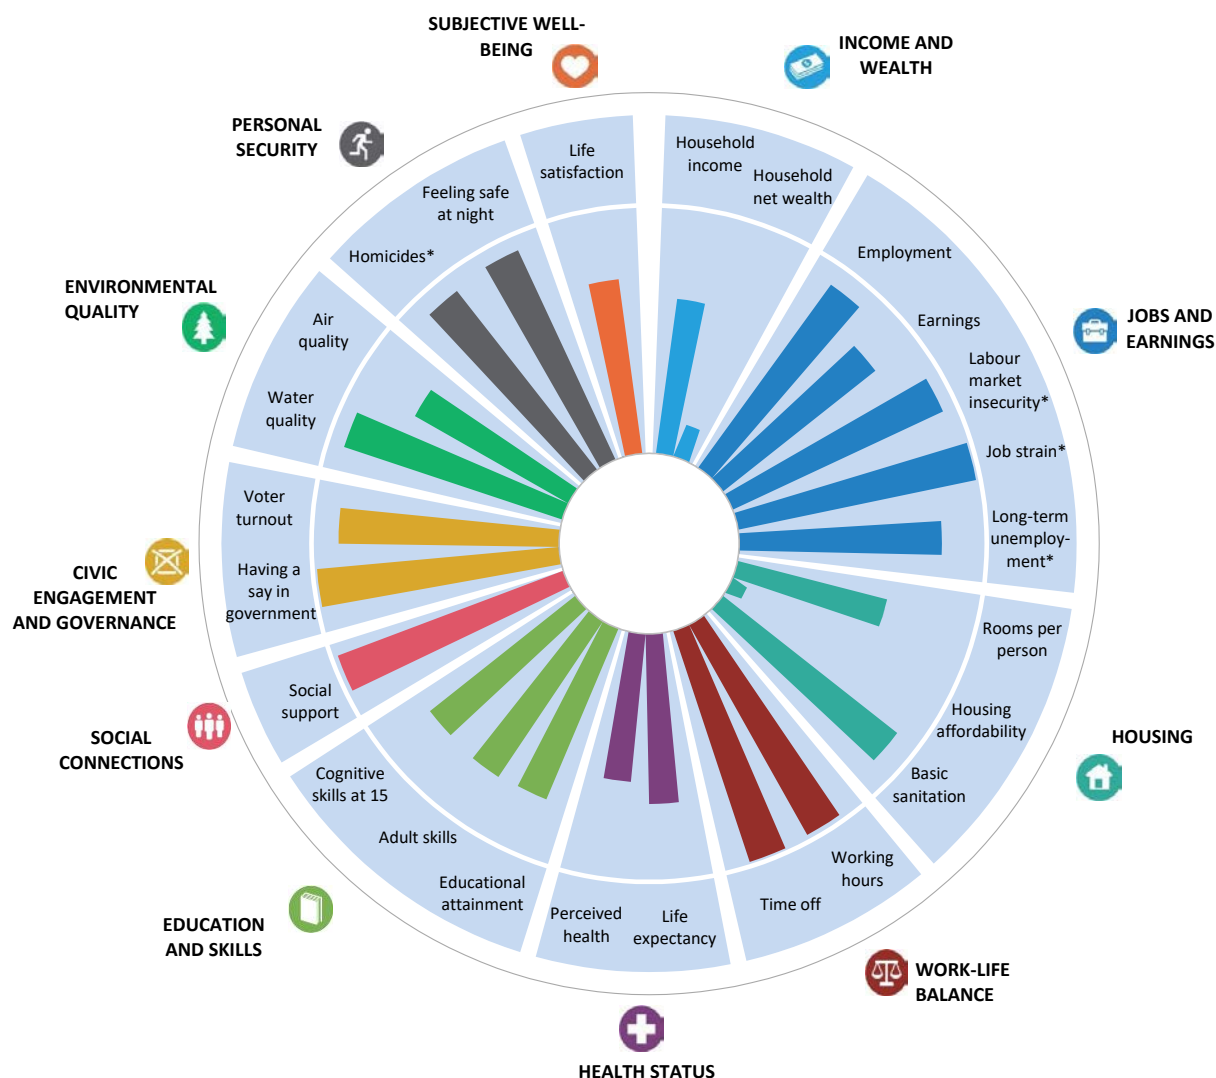 SUBJECTIVE WELL-
BEING
INCOME AND
WEALTH
PERSONAL
SECURITY
Life
satisfaction
Household
income
Household
net wealth
Feeling safe
at night
Homicides*
Employment
ENVIRONMENTAL
QUALITY
Air
quality
Earnings
JOBS AND
EARNINGS
Labour
market
insecurity*
Water
quality
Job strain*
Voter
turnout
Long-term
unemploy-
ment*
CIVIC
ENGAGEMENT
AND GOVERNANCE
Having a
say in
government
Rooms per
person
Social
support
Housing
affordability
SOCIAL
CONNECTIONS
HOUSING
Cognitive
skills at 15
Basic
sanitation
Adult skills
Working
hours
Educational
attainment
Time off
Perceived
health
Life
expectancy
EDUCATION
AND SKILLS
WORK-LIFE
BALANCE
HEALTH STATUS